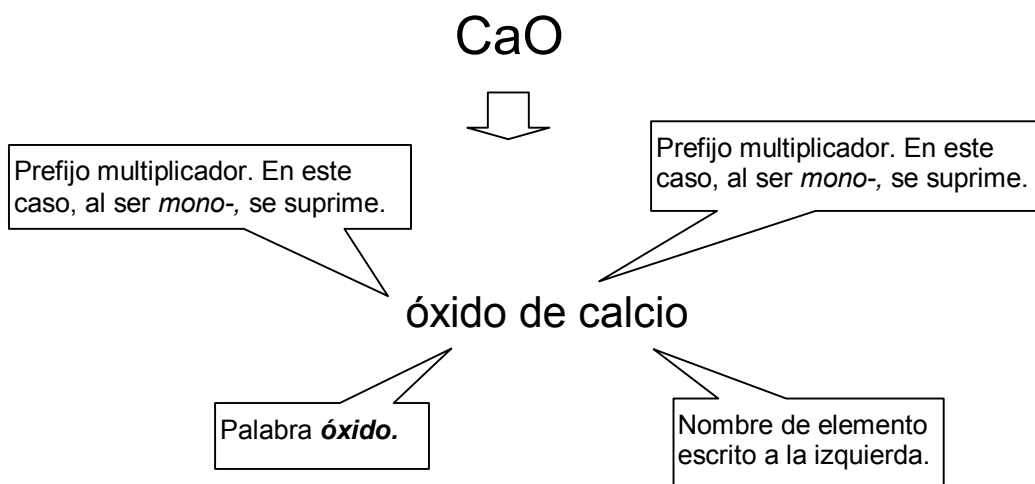 CaO
Prefijo multiplicador. En este
caso, al ser mono-, se suprime.
Prefijo multiplicador. En este
caso, al ser mono-, se suprime.
óxido de calcio
Palabra óxido.
Nombre de elemento
escrito a la izquierda.